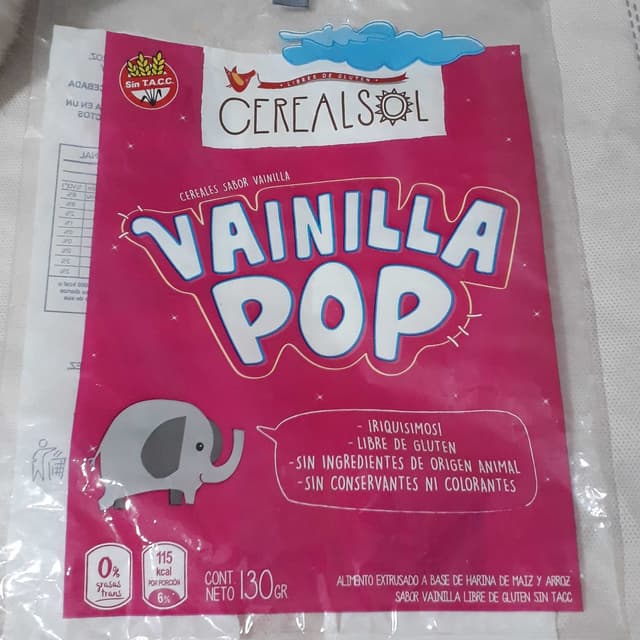 Sin T.A.C.C.
• LIBRE DE GLUTEN •
CEREALSOL
CEREALES SABOR VAINILLA
VAINILLA
POP
- ¡RIQUISIMOS!
- LIBRE DE GLUTEN
-SIN INGREDIENTES DE ORIGEN ANIMAL
-SIN CONSERVANTES NI COLORANTES
0%
grasas
trans
115
kcal
POR PORCIÓN
6%
CONT.
NETO 130GR
ALIMENTO EXTRUSADO A BASE DE HARINA DE MAIZ Y ARROZ
SABOR VAINILLA LIBRE DE GLUTEN SIN TACC